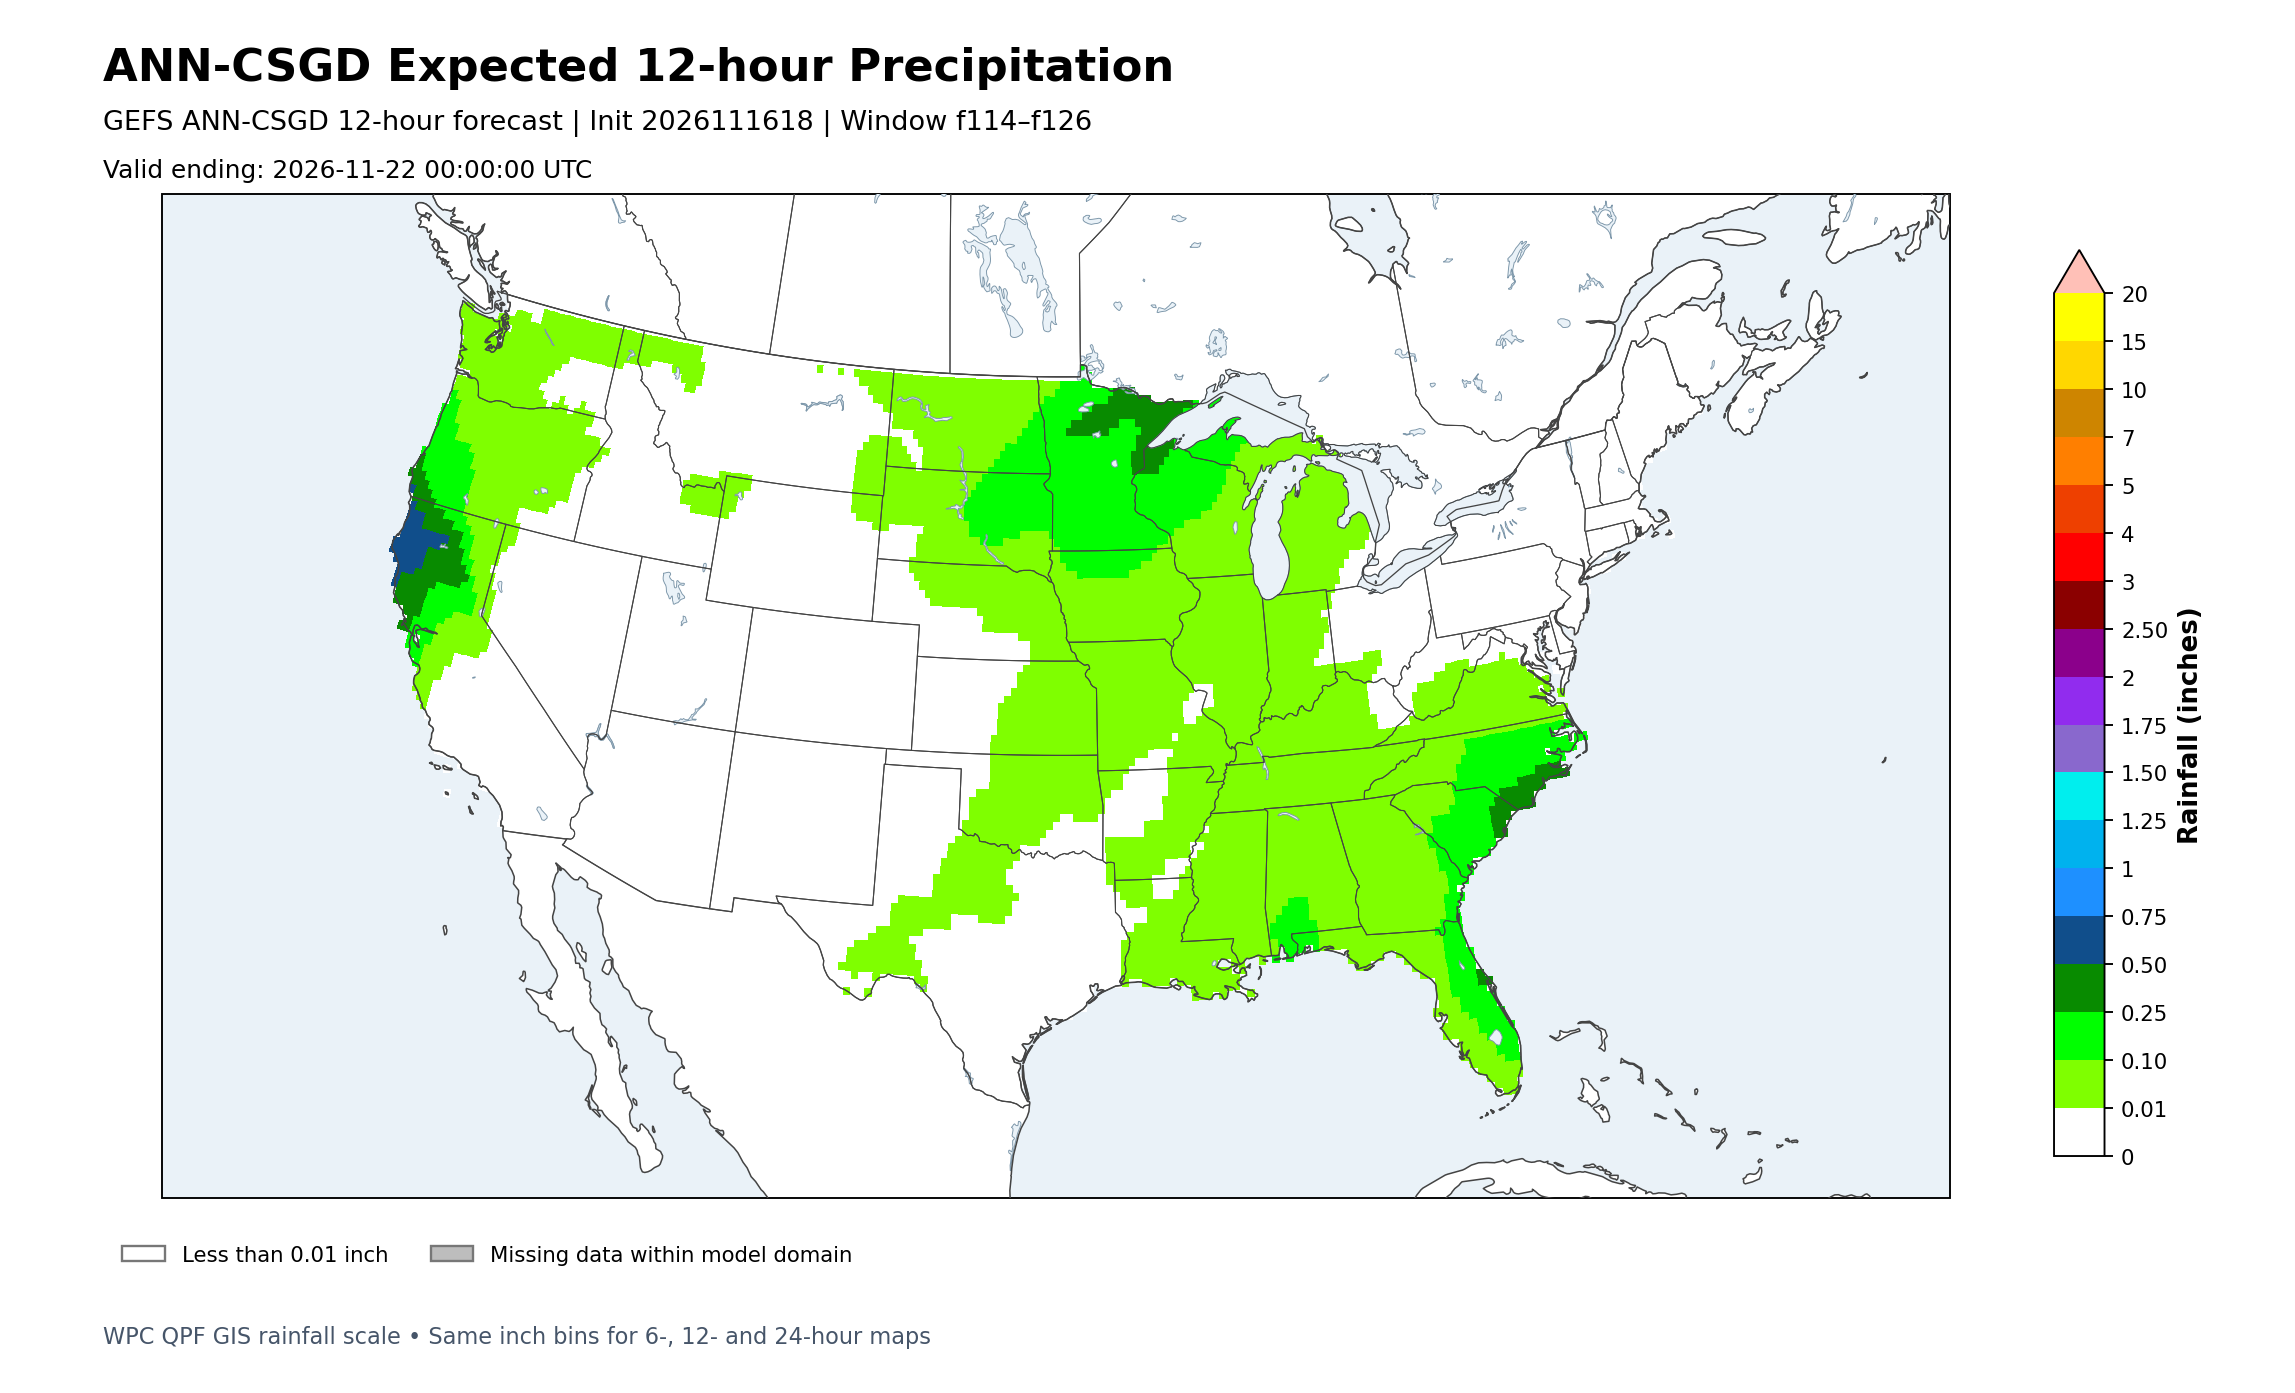 ANN-CSGD Expected 12-hour Precipitation
GEFS ANN-CSGD 12-hour forecast | Init 2026111618 | Window f114–f126
Valid ending: 2026-11-22 00:00:00 UTC
20
15
10
7
5
4
3
2.50
2
1.75
1.50
1.25
1
0.75
0.50
0.25
0.10
0.01
0
Rainfall (inches)
Less than 0.01 inch
Missing data within model domain
WPC QPF GIS rainfall scale • Same inch bins for 6-, 12- and 24-hour maps